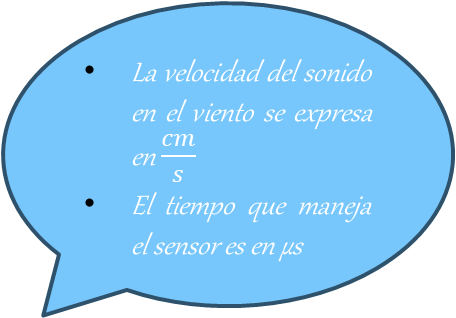 • La velocidad del sonido
en el viento se expresa
en cm/s
• El tiempo que maneja
el sensor es en μs